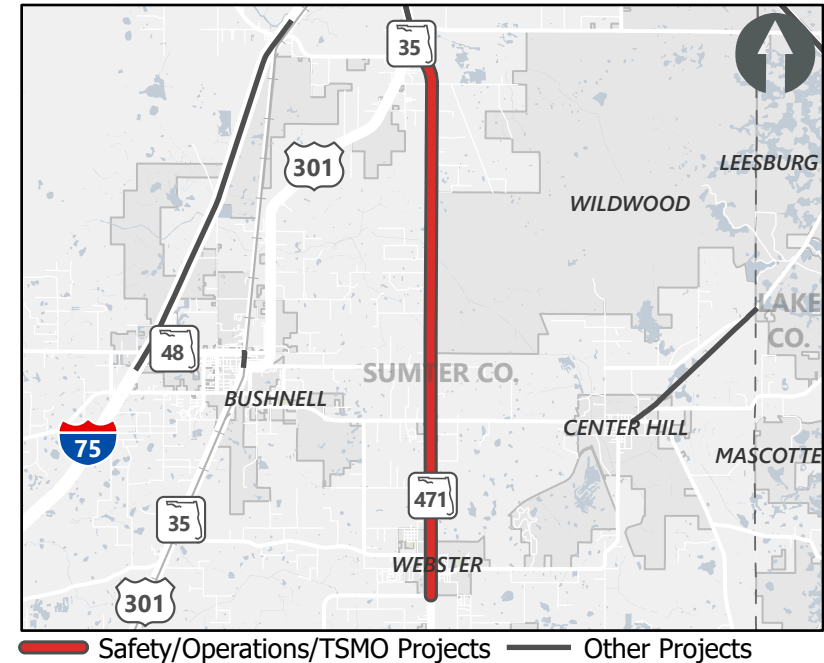 35
301
LEESBURG
WILDWOOD
LAKE
CO.
48
SUMTER CO.
BUSHNELL
CENTER HILL
75
MASCOTTE
471
35
WEBSTER
301
Safety/Operations/TSMO Projects
Other Projects